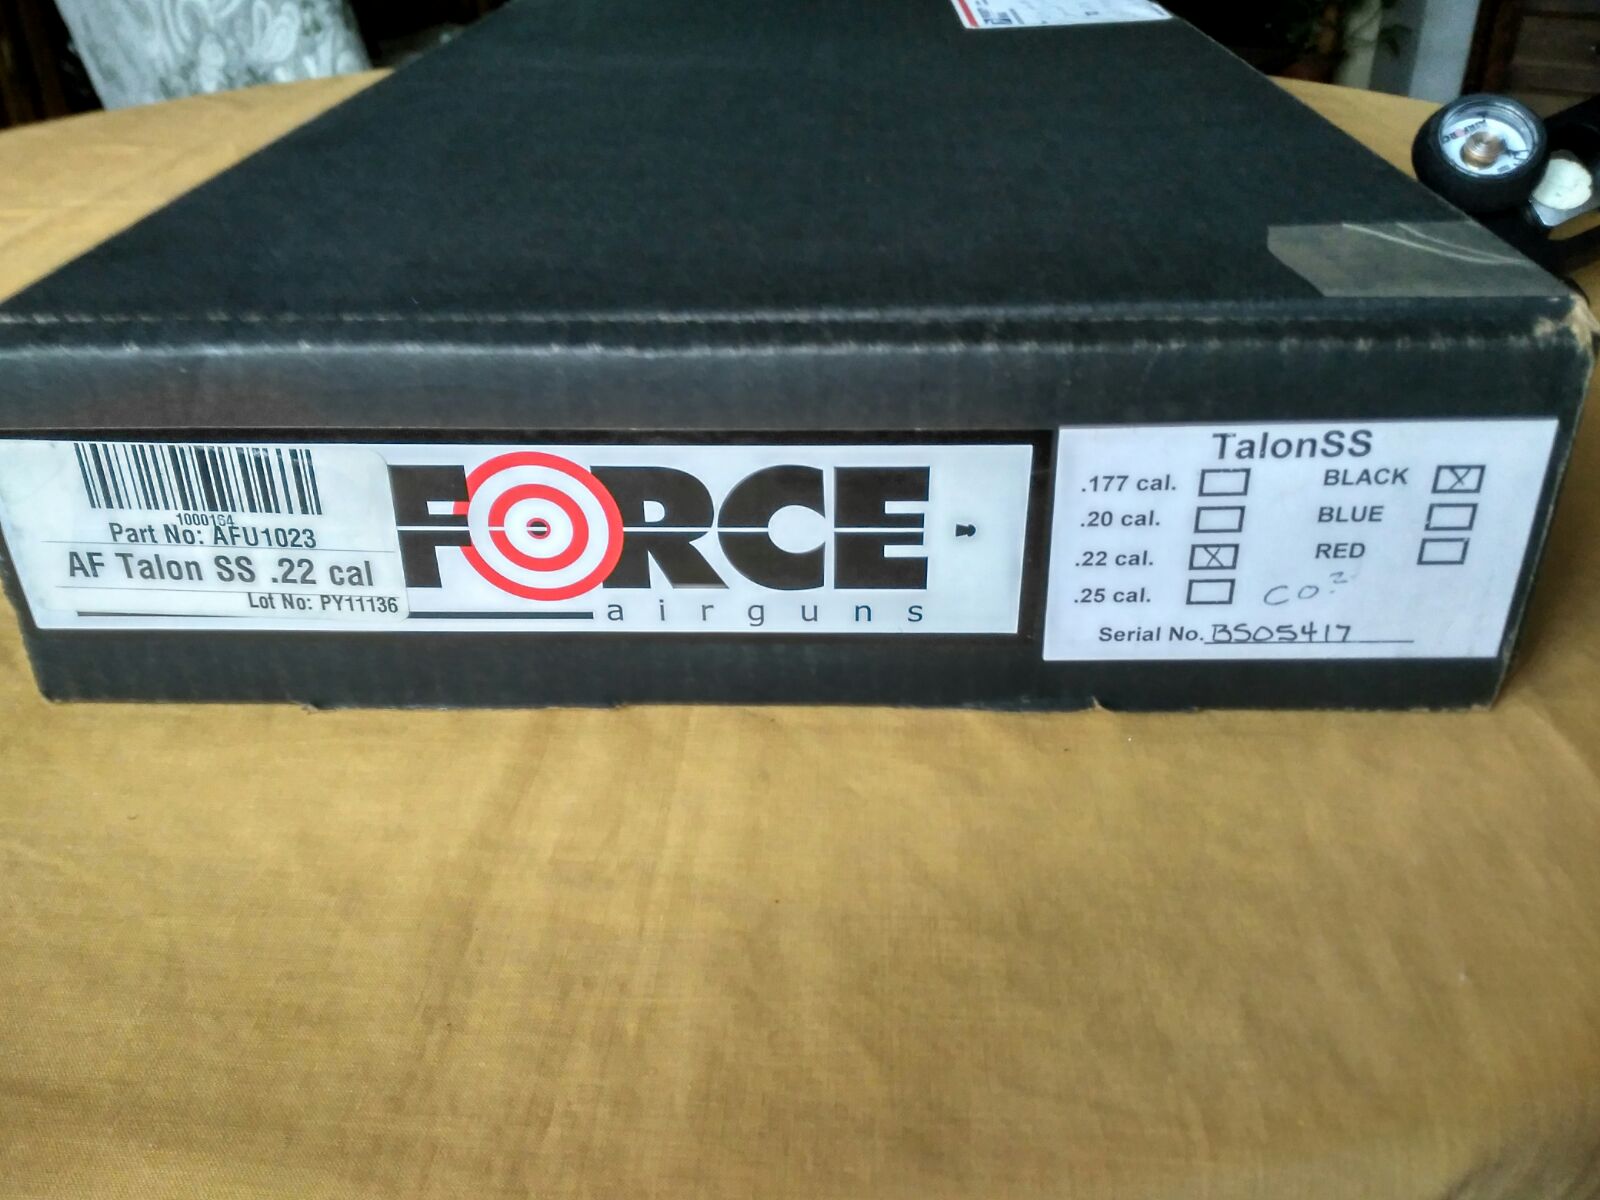 1000164
Part No: AFU1023
AF Talon SS .22 cal
Lot No: PY11136
FORCE
airguns
TalonSS
.177 cal. BLACK X
.20 cal. BLUE
.22 cal. X RED
.25 cal. CO2
Serial No. BS05417